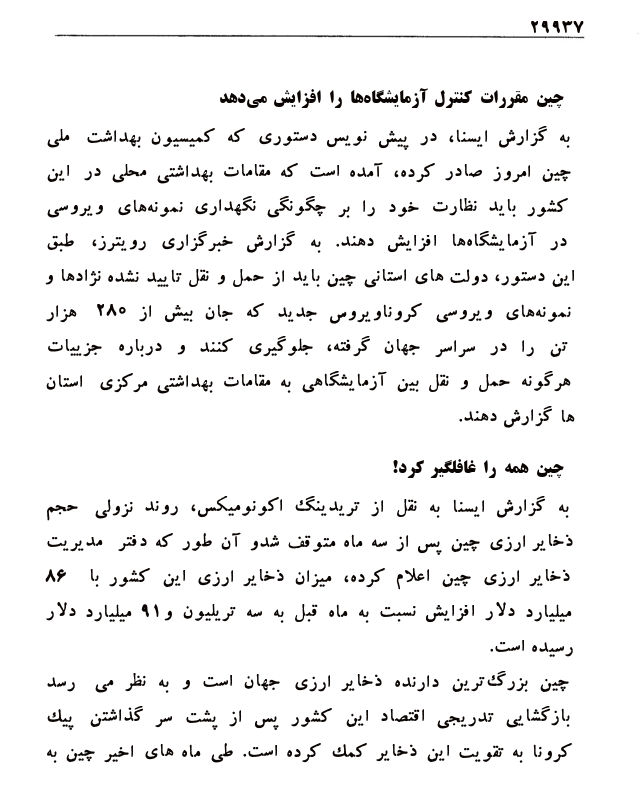 ۲۹۹۳۷
چین مقررات کنترل آزمایشگاه‌ها را افزایش می‌دهد
به گزارش ایسنا، در پیش نویس دستوری که کمیسیون بهداشت ملی
چین امروز صادر کرده، آمده است که مقامات بهداشتی محلی در این
کشور باید نظارت خود را بر چگونگی نگهداری نمونه‌های ویروسی
در آزمایشگاه‌ها افزایش دهند. به گزارش خبرگزاری رویترز، طبق
این دستور، دولت های استانی چین باید از حمل و نقل تایید نشده نژادها و
نمونه‌های ویروسی کروناویروس جدید که جان بیش از ۲۸۰ هزار
تن را در سراسر جهان گرفته، جلوگیری کنند و درباره جزییات
هرگونه حمل و نقل بین آزمایشگاهی به مقامات بهداشتی مرکزی استان
ها گزارش دهند.
چین همه را غافلگیر کرد!
به گزارش ایسنا به نقل از تریدینگ اکونومیکس، روند نزولی حجم
ذخایر ارزی چین پس از سه ماه متوقف شدو آن طور که دفتر مدیریت
ذخایر ارزی چین اعلام کرده، میزان ذخایر ارزی این کشور با ۸۶
میلیارد دلار افزایش نسبت به ماه قبل به سه تریلیون و۹۱ میلیارد دلار
رسیده است.
چین بزرگ‌ترین دارنده ذخایر ارزی جهان است و به نظر می رسد
بازگشایی تدریجی اقتصاد این کشور پس از پشت سر گذاشتن پیک
کرونا به تقویت این ذخایر کمک کرده است. طی ماه های اخیر چین به